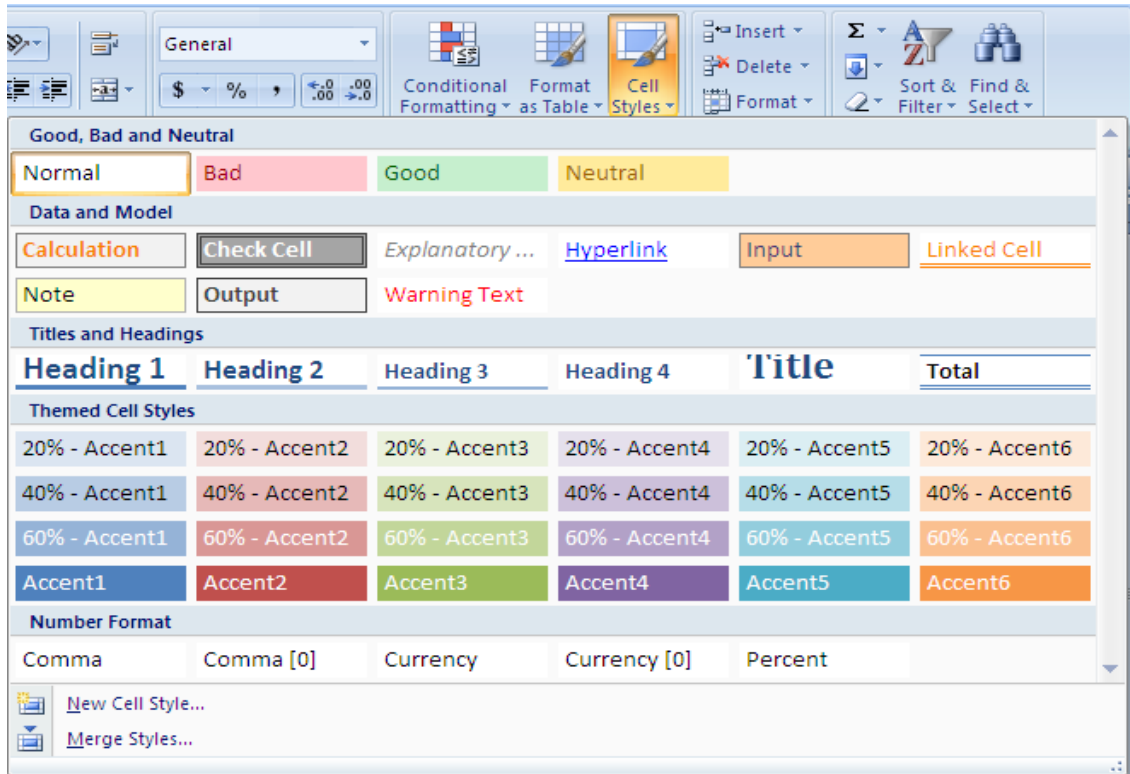 General
$ % ,
.0 .00
.00 .0
Conditional
Formatting
Format
as Table
Cell
Styles
Insert
Delete
Format
Σ
A
Z
Sort &
Filter
Find &
Select
Good, Bad and Neutral
Normal Bad Good Neutral
Data and Model
Calculation Check Cell Explanatory ... Hyperlink Input Linked Cell
Note Output Warning Text
Titles and Headings
Heading 1 Heading 2 Heading 3 Heading 4 Title Total
Themed Cell Styles
20% - Accent1 20% - Accent2 20% - Accent3 20% - Accent4 20% - Accent5 20% - Accent6
40% - Accent1 40% - Accent2 40% - Accent3 40% - Accent4 40% - Accent5 40% - Accent6
60% - Accent1 60% - Accent2 60% - Accent3 60% - Accent4 60% - Accent5 60% - Accent6
Accent1 Accent2 Accent3 Accent4 Accent5 Accent6
Number Format
Comma Comma [0] Currency Currency [0] Percent
New Cell Style...
Merge Styles...